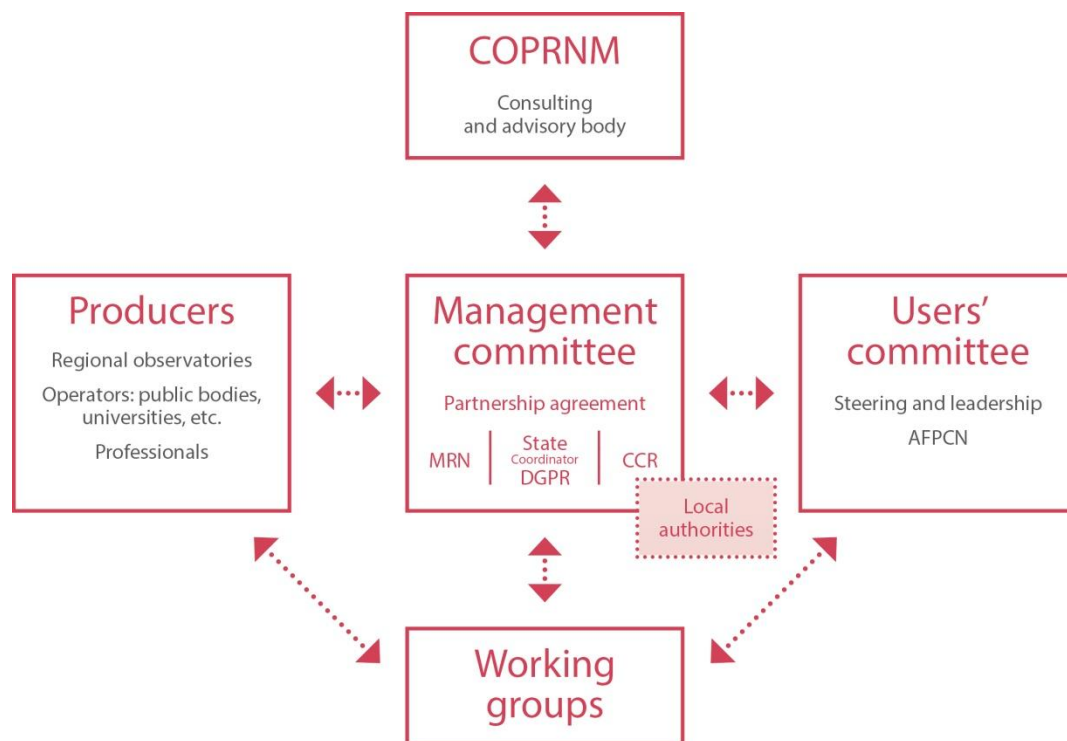 COPRNM
Consulting
and advisory body
Producers
Regional observatories
Operators: public bodies,
universities, etc.
Professionals
Management
committee
Partnership agreement
MRN
State
Coordinator
DGPR
CCR
Local
authorities
Users’
committee
Steering and leadership
AFPCN
Working
groups